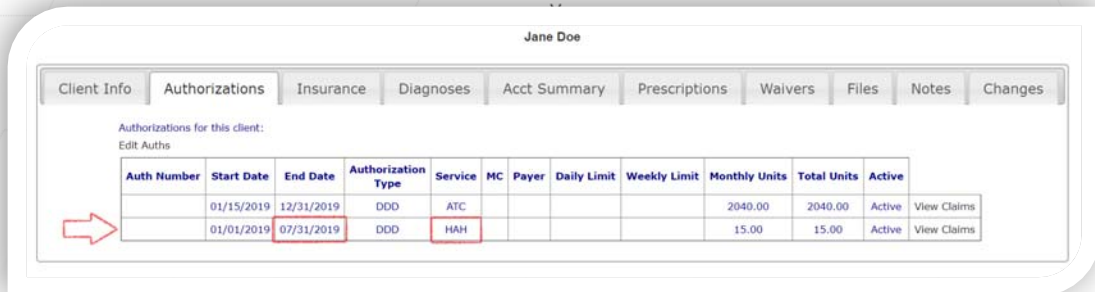 Jane Doe
Client Info Authorizations Insurance Diagnoses Acct Summary Prescriptions Waivers Files Notes Changes
Authorizations for this client:
Edit Auths
Auth Number Start Date End Date Authorization Type Service MC Payer Daily Limit Weekly Limit Monthly Units Total Units Active
01/15/2019 12/31/2019 DDD ATC 2040.00 2040.00 Active View Claims
01/01/2019 07/31/2019 DDD HAH 15.00 15.00 Active View Claims